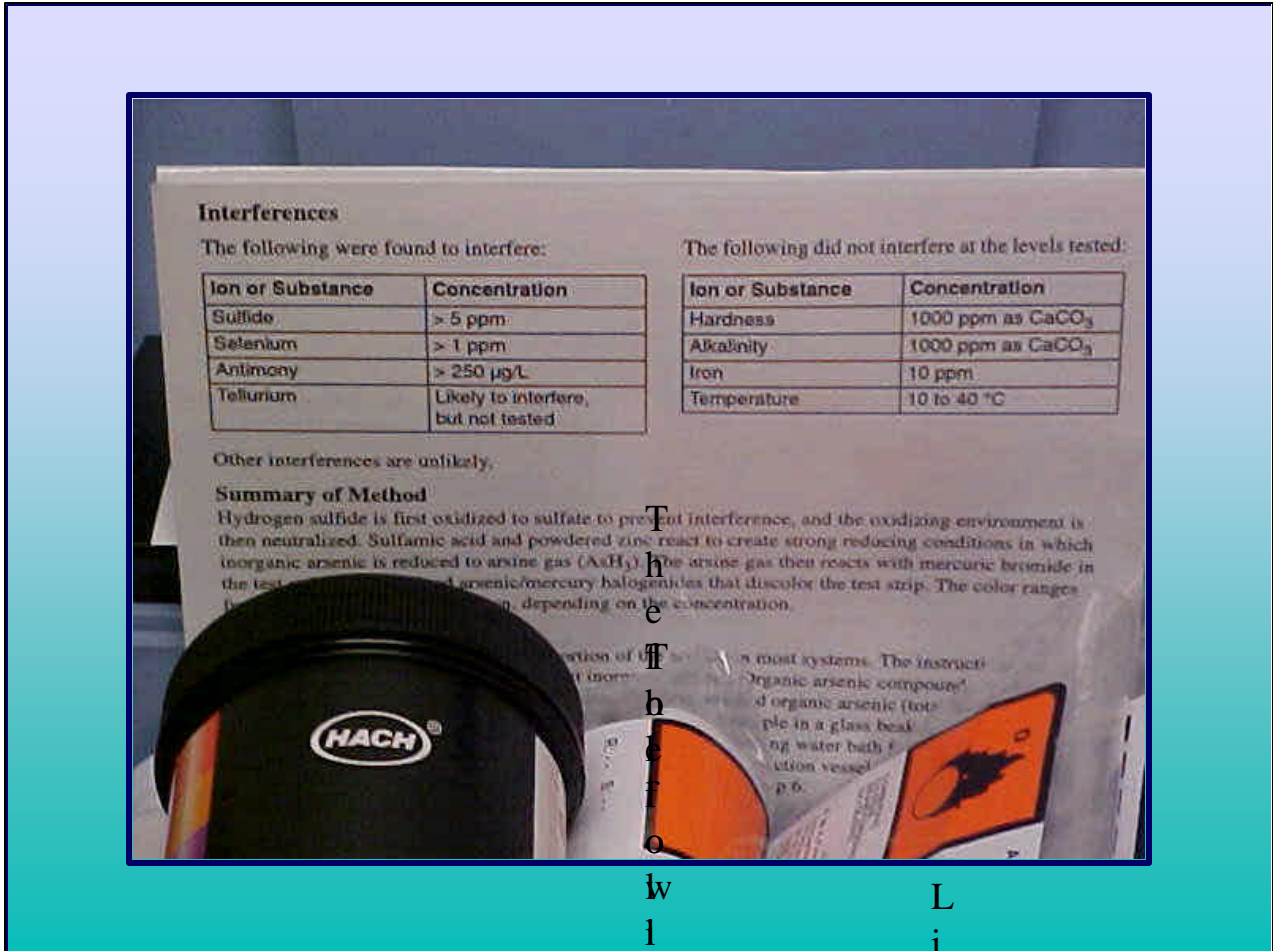 Interferences
The following were found to interfere:
Ion or Substance Concentration
Sulfide > 5 ppm
Selenium > 1 ppm
Antimony > 250 µg/L
Tellurium Likely to interfere,
but not tested
The following did not interfere at the levels tested:
Ion or Substance Concentration
Hardness 1000 ppm as CaCO₃
Alkalinity 1000 ppm as CaCO₃
Iron 10 ppm
Temperature 10 to 40 °C
Other interferences are unlikely.
Summary of Method
Hydrogen sulfide is first oxidized to sulfate to prevent interference, and the oxidizing environment is
then neutralized. Sulfamic acid and powdered zinc react to create strong reducing conditions in which
inorganic arsenic is reduced to arsine gas (AsH₃). The arsine gas then reacts with mercuric bromide in
the test arsenic/mercury halogenides that discolor the test strip. The color ranges
depending on the concentration.
of most systems. The
Organic arsenic
organic arsenic
in a glass
water bath
vessel
p 6.
HACH®
T
h
e
f
o
w
l
i
L
i